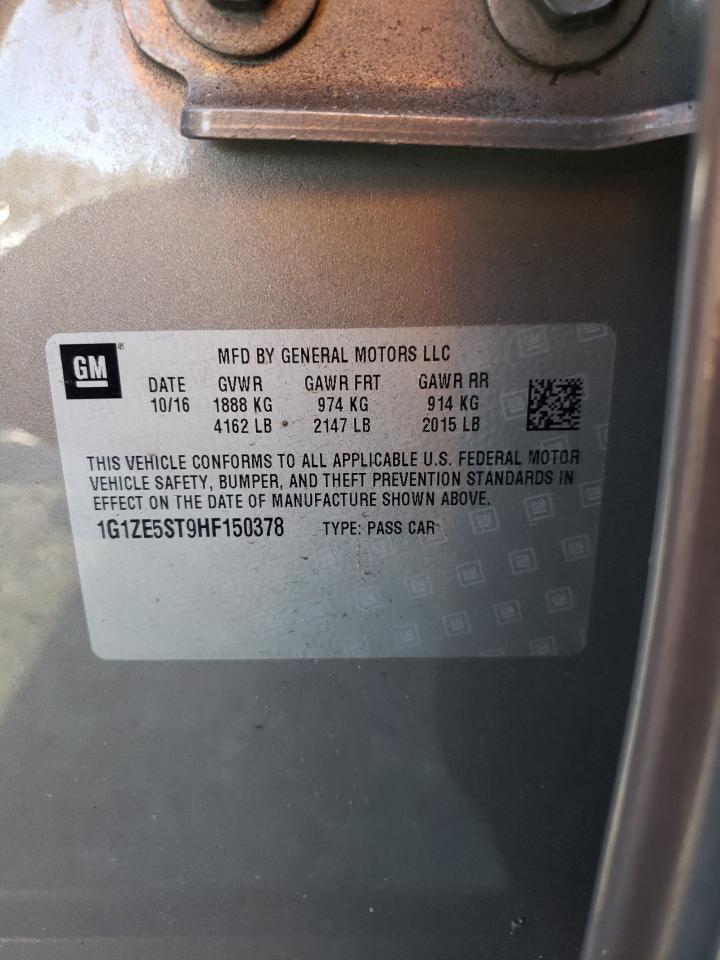 GM ®
MFD BY GENERAL MOTORS LLC
DATE GVWR GAWR FRT GAWR RR
10/16 1888 KG 974 KG 914 KG
4162 LB 2147 LB 2015 LB
THIS VEHICLE CONFORMS TO ALL APPLICABLE U.S. FEDERAL MOTOR
VEHICLE SAFETY, BUMPER, AND THEFT PREVENTION STANDARDS IN
EFFECT ON THE DATE OF MANUFACTURE SHOWN ABOVE.
1G1ZE5ST9HF150378 TYPE: PASS CAR